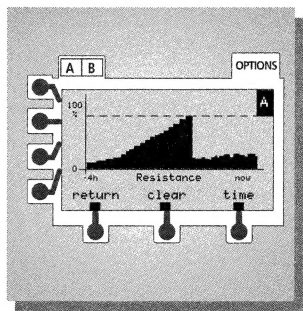 A B
OPTIONS
A
100
%
0
-4h Resistance now
return clear time